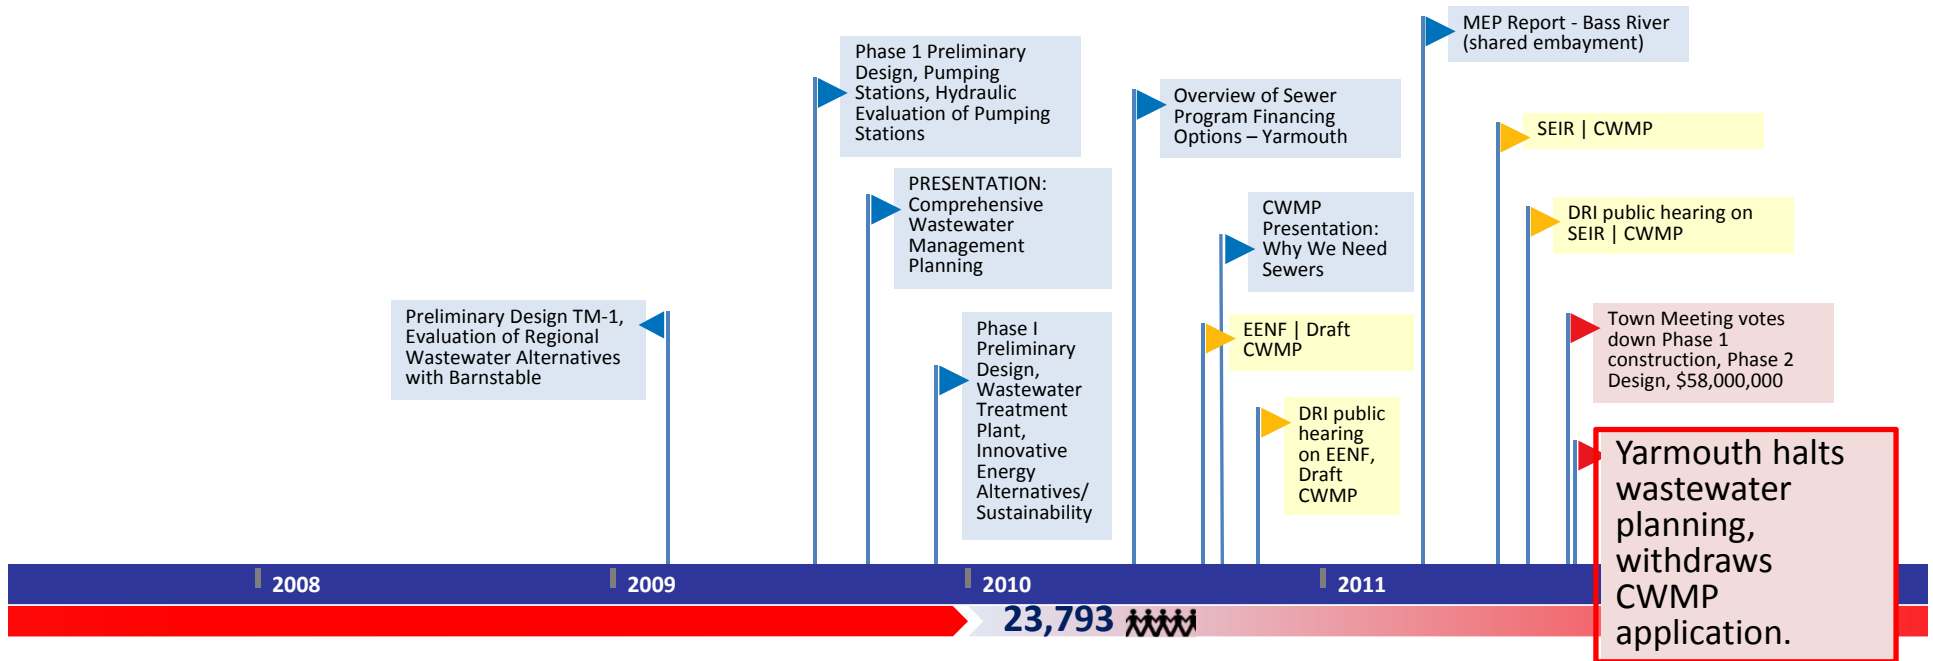 Preliminary Design TM-1,
Evaluation of Regional
Wastewater Alternatives
with Barnstable
Phase 1 Preliminary
Design, Pumping
Stations, Hydraulic
Evaluation of Pumping
Stations
PRESENTATION:
Comprehensive
Wastewater
Management
Planning
Phase I
Preliminary
Design,
Wastewater
Treatment
Plant,
Innovative
Energy
Alternatives/
Sustainability
Overview of Sewer
Program Financing
Options – Yarmouth
CWMP
Presentation:
Why We Need
Sewers
EENF | Draft
CWMP
DRI public
hearing
on EENF,
Draft
CWMP
MEP Report - Bass River
(shared embayment)
SEIR | CWMP
DRI public hearing on
SEIR | CWMP
Town Meeting votes
down Phase 1
construction, Phase 2
Design, $58,000,000
Yarmouth halts
wastewater
planning,
withdraws
CWMP
application.
2008
2009
2010
2011
23,793